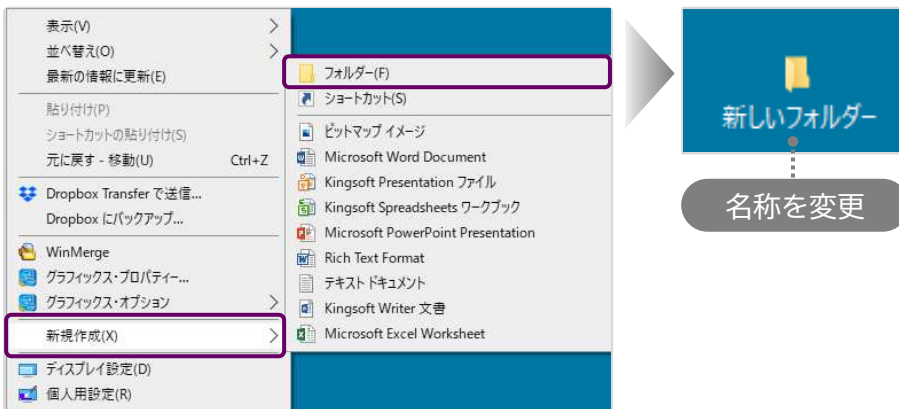 表示(V)
並べ替え(O)
最新の情報に更新(E)
貼り付け(P)
ショートカットの貼り付け(S)
元に戻す - 移動(U) Ctrl+Z
Dropbox Transfer で送信...
Dropbox にバックアップ...
WinMerge
グラフィックス・プロパティー...
グラフィックス・オプション
新規作成(X)
ディスプレイ設定(D)
個人用設定(R)
フォルダー(F)
ショートカット(S)
ビットマップ イメージ
Microsoft Word Document
Kingsoft Presentation ファイル
Kingsoft Spreadsheets ワークブック
Microsoft PowerPoint Presentation
Rich Text Format
テキスト ドキュメント
Kingsoft Writer 文書
Microsoft Excel Worksheet
新しいフォルダー
名称を変更